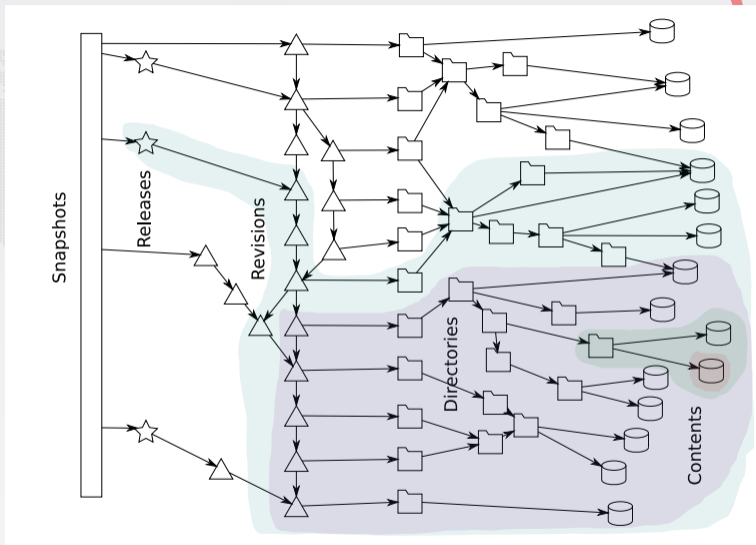 Snapshots
Releases
Revisions
Directories
Contents